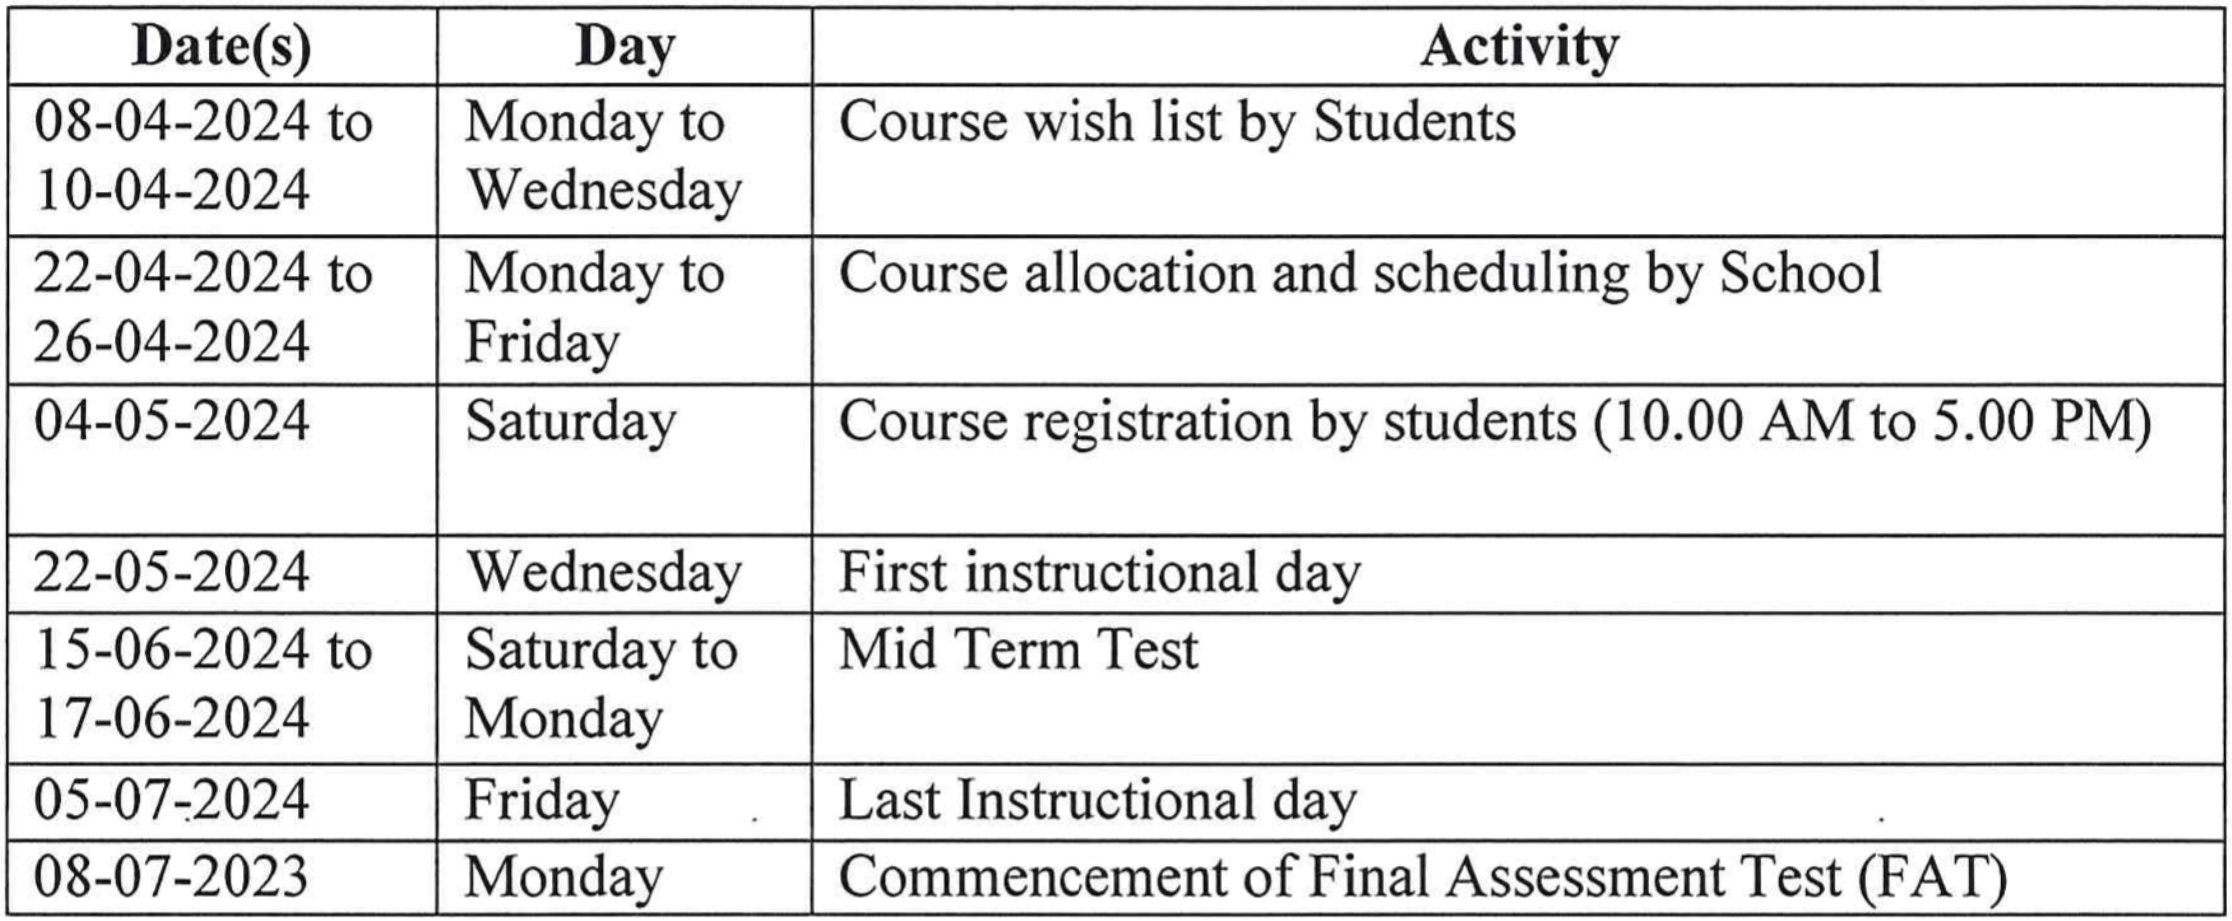 Date(s) Day Activity
08-04-2024 to Monday to Course wish list by Students
10-04-2024 Wednesday
22-04-2024 to Monday to Course allocation and scheduling by School
26-04-2024 Friday
04-05-2024 Saturday Course registration by students (10.00 AM to 5.00 PM)
22-05-2024 Wednesday First instructional day
15-06-2024 to Saturday to Mid Term Test
17-06-2024 Monday
05-07-2024 Friday Last Instructional day
08-07-2023 Monday Commencement of Final Assessment Test (FAT)